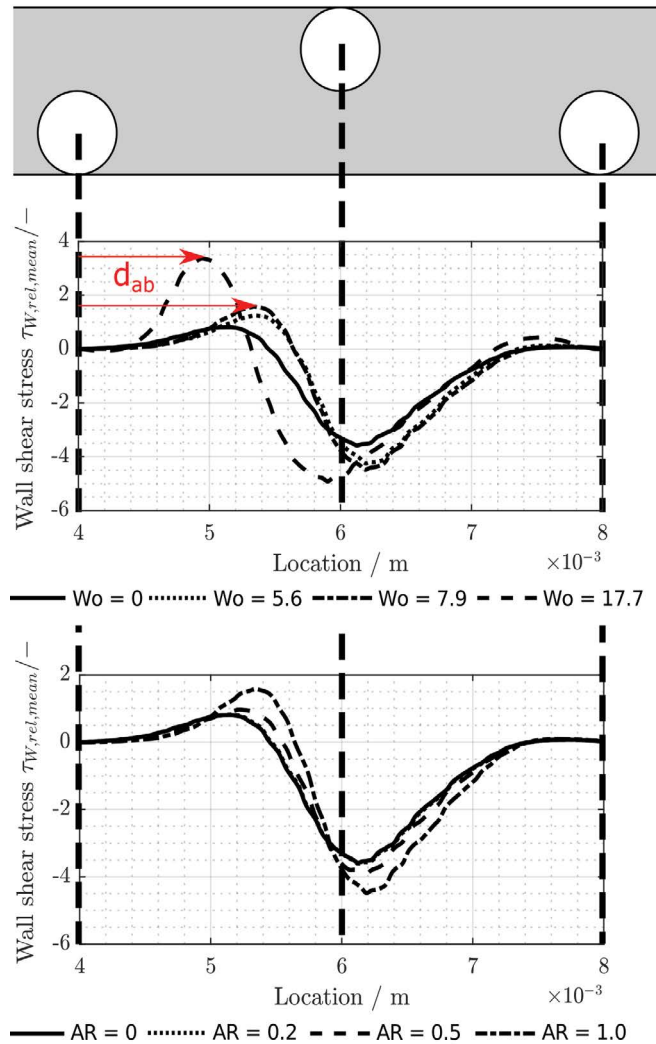 4
2
0
-2
-4
-6
Wall shear stress τW,rel,mean/−
dab
4 5 6 7 8
Location / m ×10−3
Wo = 0 Wo = 5.6 Wo = 7.9 Wo = 17.7
2
0
-2
-4
-6
Wall shear stress τW,rel,mean/−
4 5 6 7 8
Location / m ×10−3
AR = 0 AR = 0.2 AR = 0.5 AR = 1.0